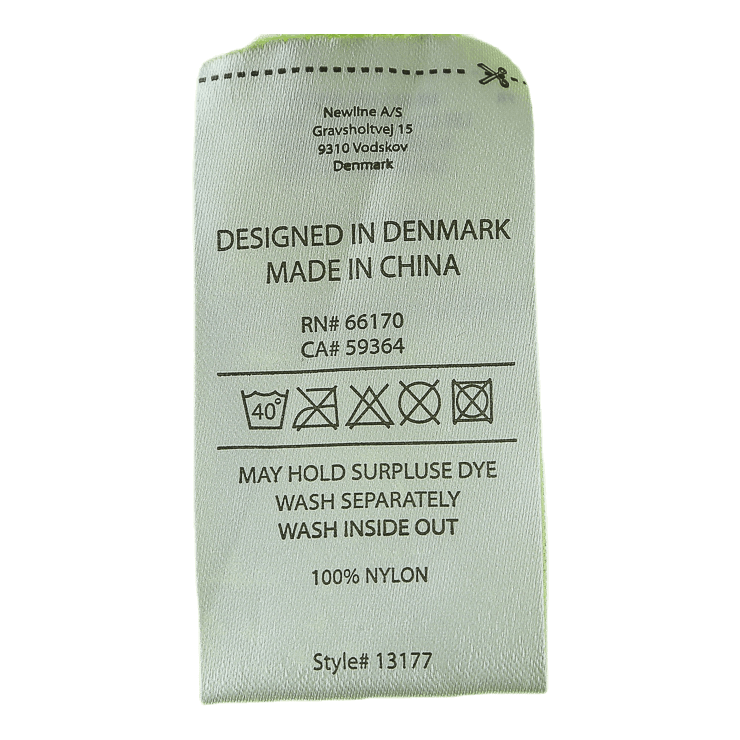 Newline A/S
Gravsholtvej 15
9310 Vodskov
Denmark
DESIGNED IN DENMARK
MADE IN CHINA
RN# 66170
CA# 59364
40°
MAY HOLD SURPLUSE DYE
WASH SEPARATELY
WASH INSIDE OUT
100% NYLON
Style# 13177